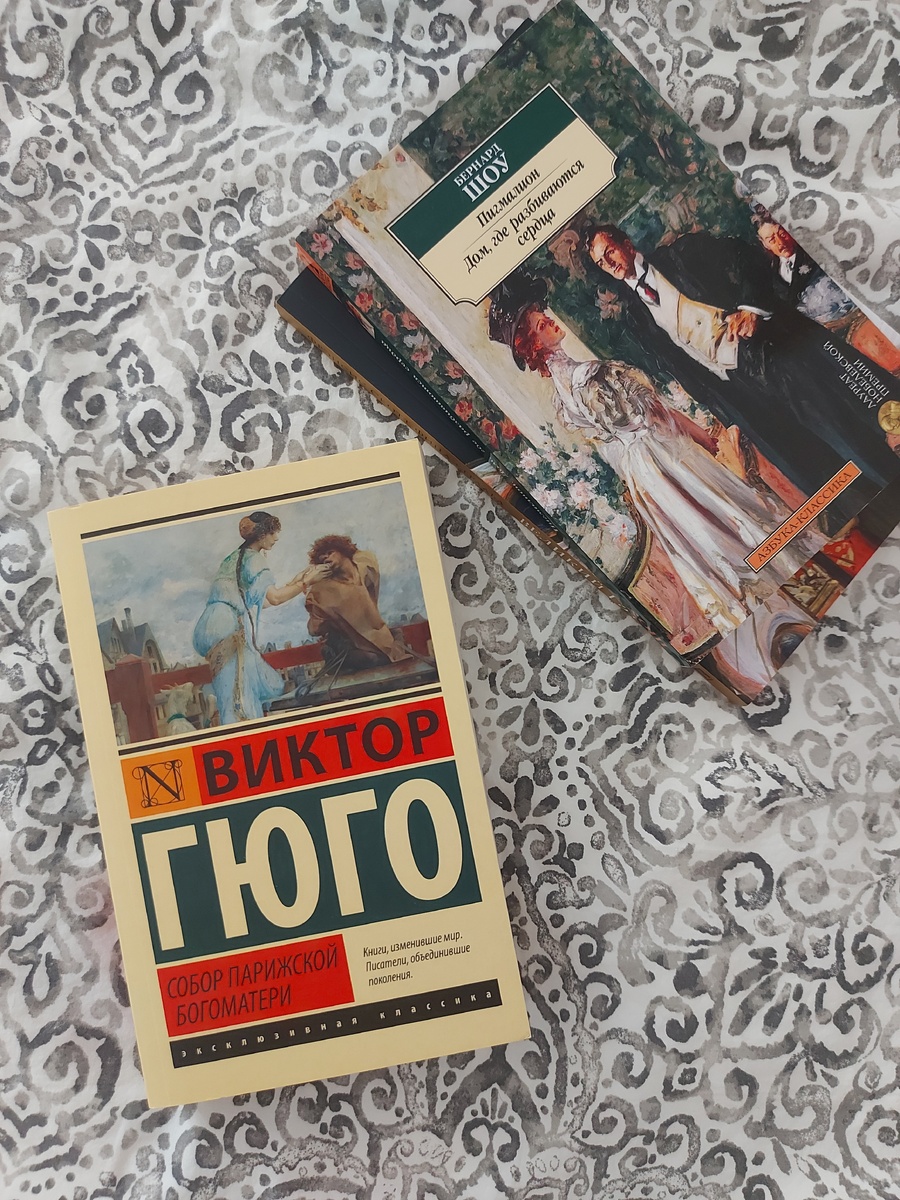 БЕРНАРД
ШОУ
Пигмалион
Дом, где разбиваются
сердца
ЛАУРЕАТ
НОБЕЛЕВСКОЙ
ПРЕМИИ
АЗБУКА-КЛАССИКА
N
ВИКТОР
ГЮГО
СОБОР ПАРИЖСКОЙ
БОГОМАТЕРИ
Книги, изменившие мир.
Писатели, объединившие
поколения.
эксклюзивная классика